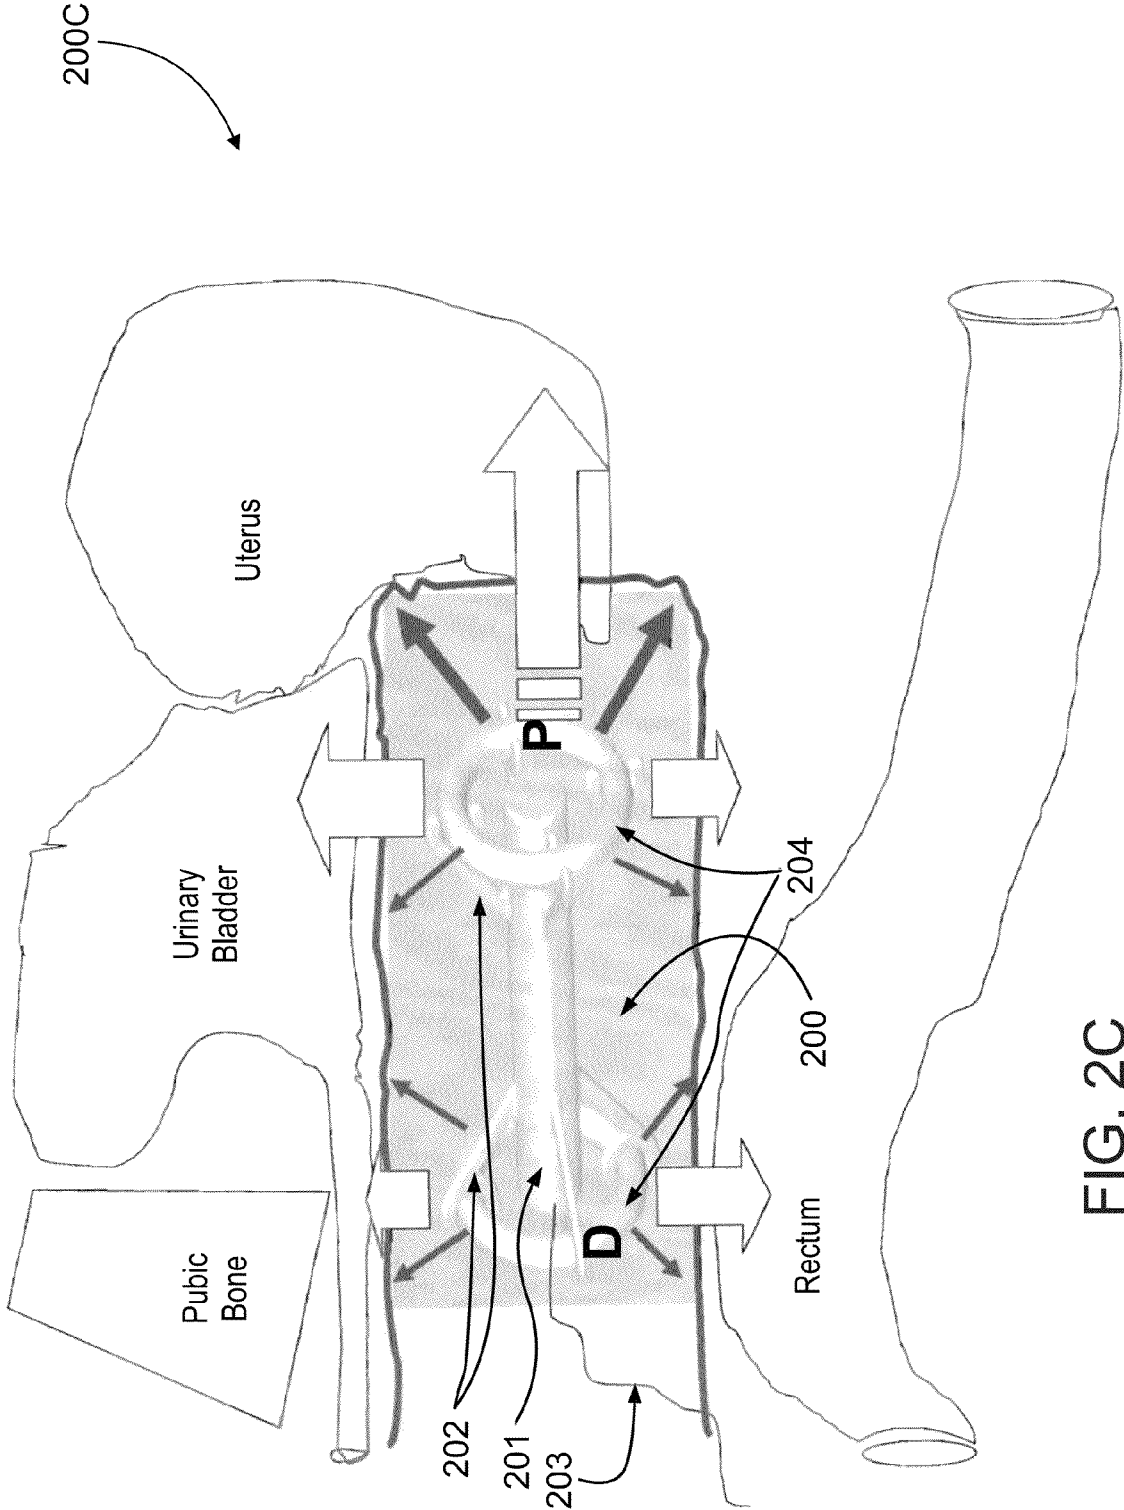 200C
Uterus
Urinary
Bladder
Pubic
Bone
P
D
204
200
Rectum
202
201
203
FIG. 2C